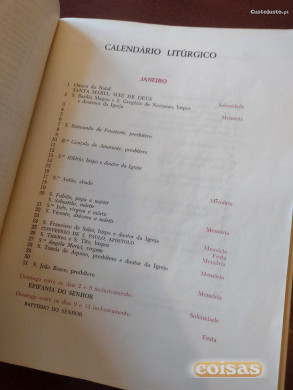 CustoJusto.pt
CALENDÁRIO LITÚRGICO
JANEIRO
1 Oitava do Natal
SANTA MARIA, MÃE DE DEUS Solenidade
2 S. Basílio Magno e S. Gregório de Nazianzo, bispos
e doutores da Igreja Memória
3
4
5
6
7 S. Raimundo de Penaforte, presbítero
8
9
10 Gonçalo de Amarante, presbítero
11
12
13 S. Hilário, bispo e doutor da Igreja
14
15
16
17 Antão, abade Memória
18
19
20 S. Fabião, papa e mártir
S. Sebastião, mártir
21 S. Inês, virgem e mártir Memória
22 S. Vicente, diácono e mártir
23
24 S. Francisco de Sales, bispo e doutor da Igreja Memória
25 CONVERSÃO DE S. PAULO, APÓSTOLO Festa
26 S. Timóteo e S. Tito, bispos Memória
27 Ângela Merici, virgem
28 S. Tomás de Aquino, presbítero e doutor da Igreja Memória
29
30
31 S. João Bosco, presbítero Memória
Domingo entre os dias 2 e 8 inclusivamente:
EPIFANIA DO SENHOR Solenidade
Domingo entre os dias 9 e 13 inclusivamente:
BAPTISMO DO SENHOR Festa
coisas